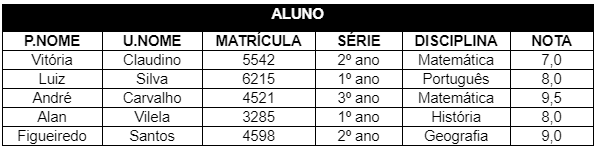 ALUNO
P.NOME U.NOME MATRÍCULA SÉRIE DISCIPLINA NOTA
Vitória Claudino 5542 2º ano Matemática 7,0
Luiz Silva 6215 1º ano Português 8,0
André Carvalho 4521 3º ano Matemática 9,5
Alan Vilela 3285 1º ano História 8,0
Figueiredo Santos 4598 2º ano Geografia 9,0